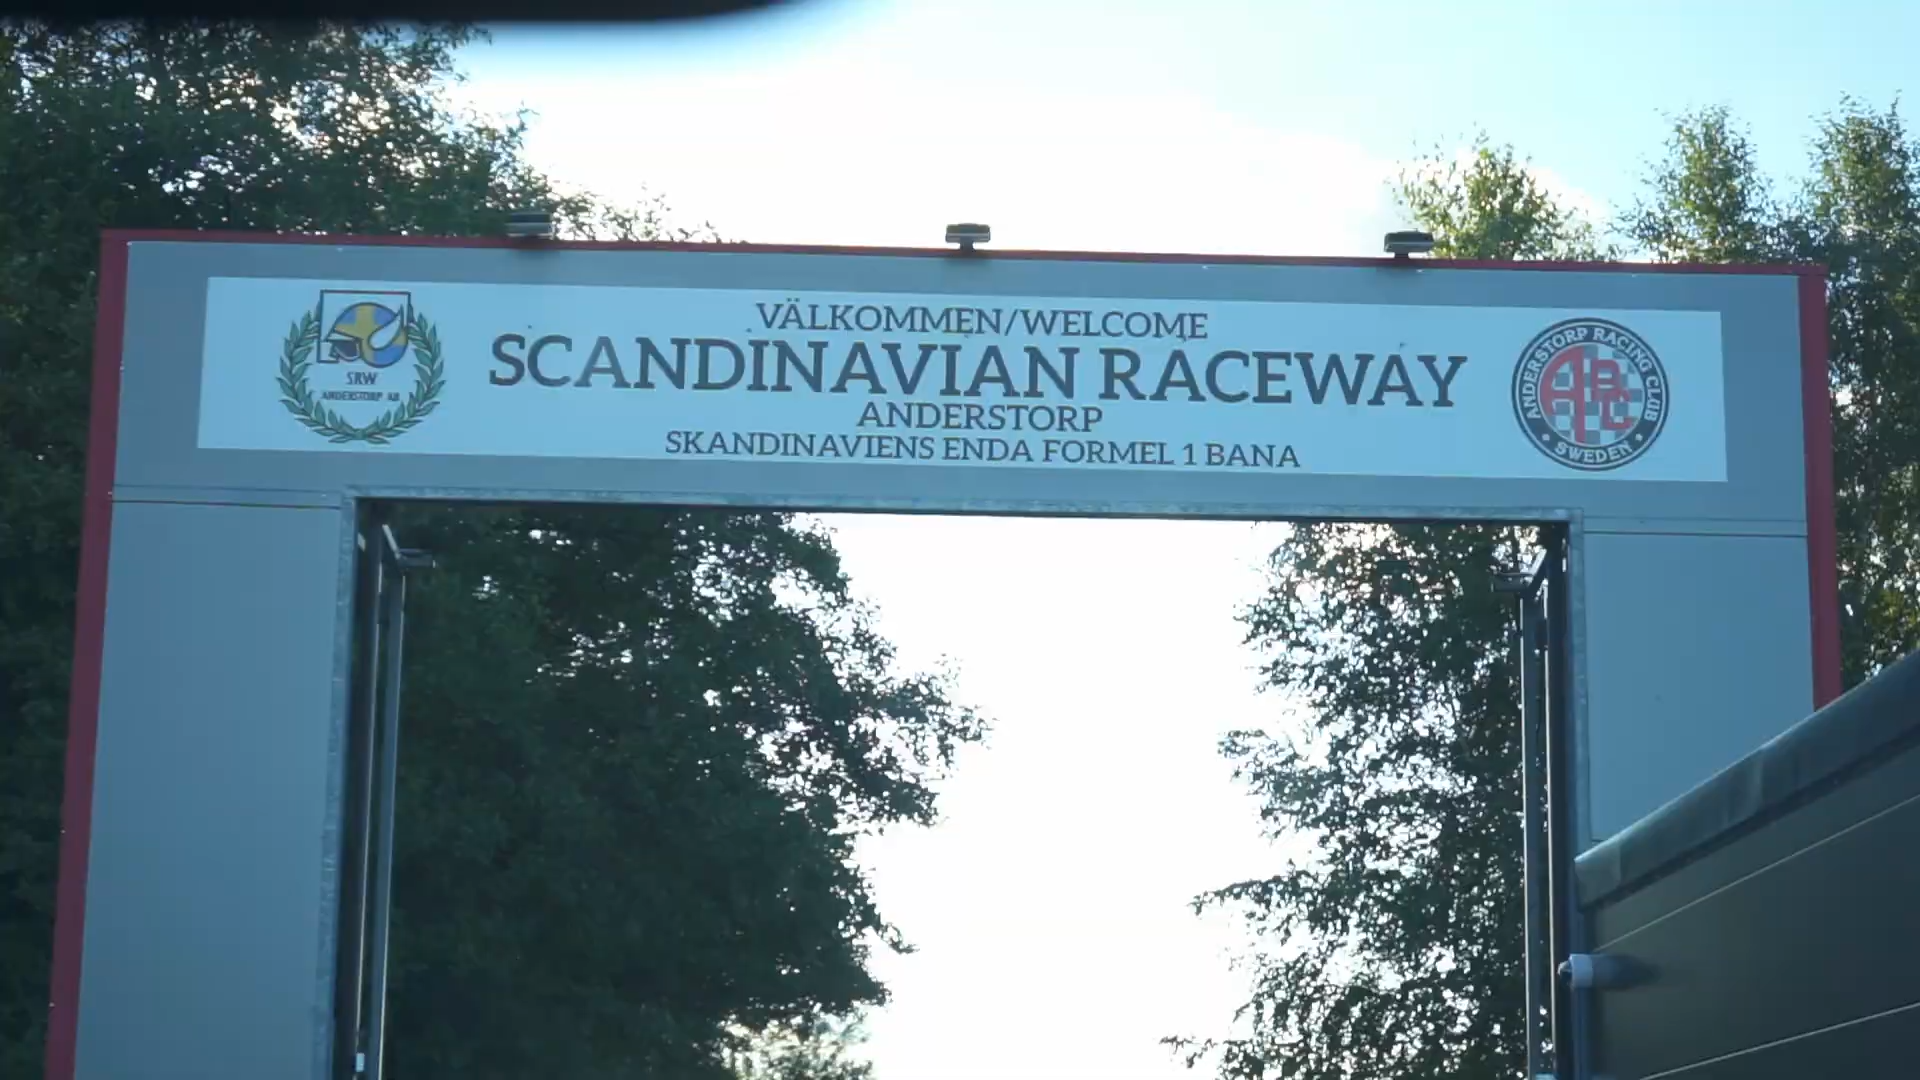 VÄLKOMMEN/WELCOME
SCANDINAVIAN RACEWAY
ANDERSTORP
SKANDINAVIENS ENDA FORMEL 1 BANA
SRW
ANDERSTORP AB
ANDERSTORP RACING CLUB
ARC
SWEDEN